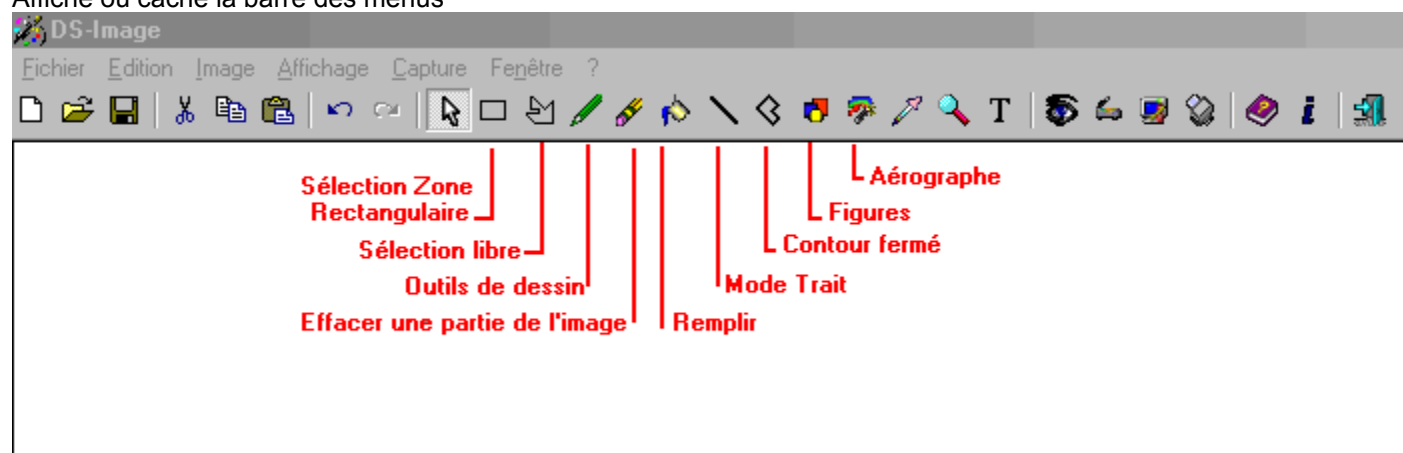 Affiche ou cache la barre des menus
DS-Image
Fichier Edition Image Affichage Capture Fenêtre ?
T
Sélection Zone
Rectangulaire
Aérographe
Figures
Sélection libre
Contour fermé
Outils de dessin
Mode Trait
Effacer une partie de l'image
Remplir